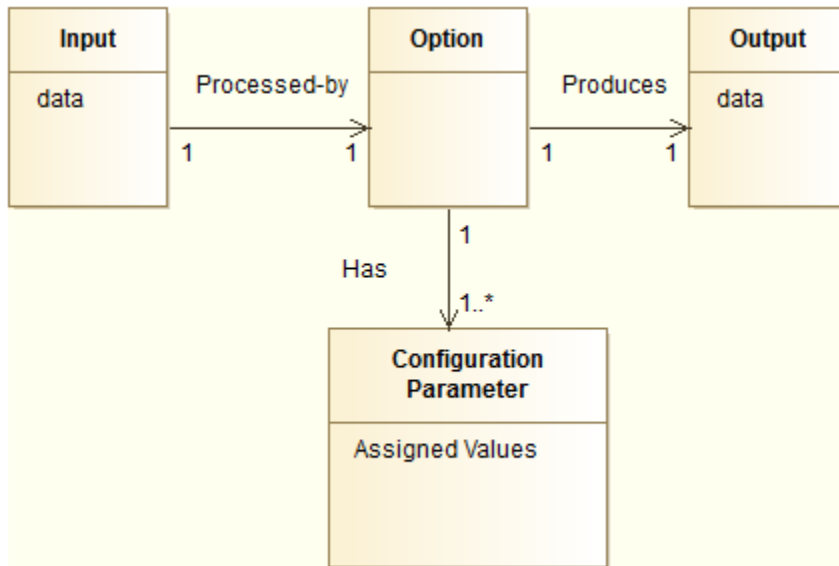 Input
Option
Output
data
Processed-by
Produces
data
1
1
1
1
1
Has
1..*
Configuration
Parameter
Assigned Values